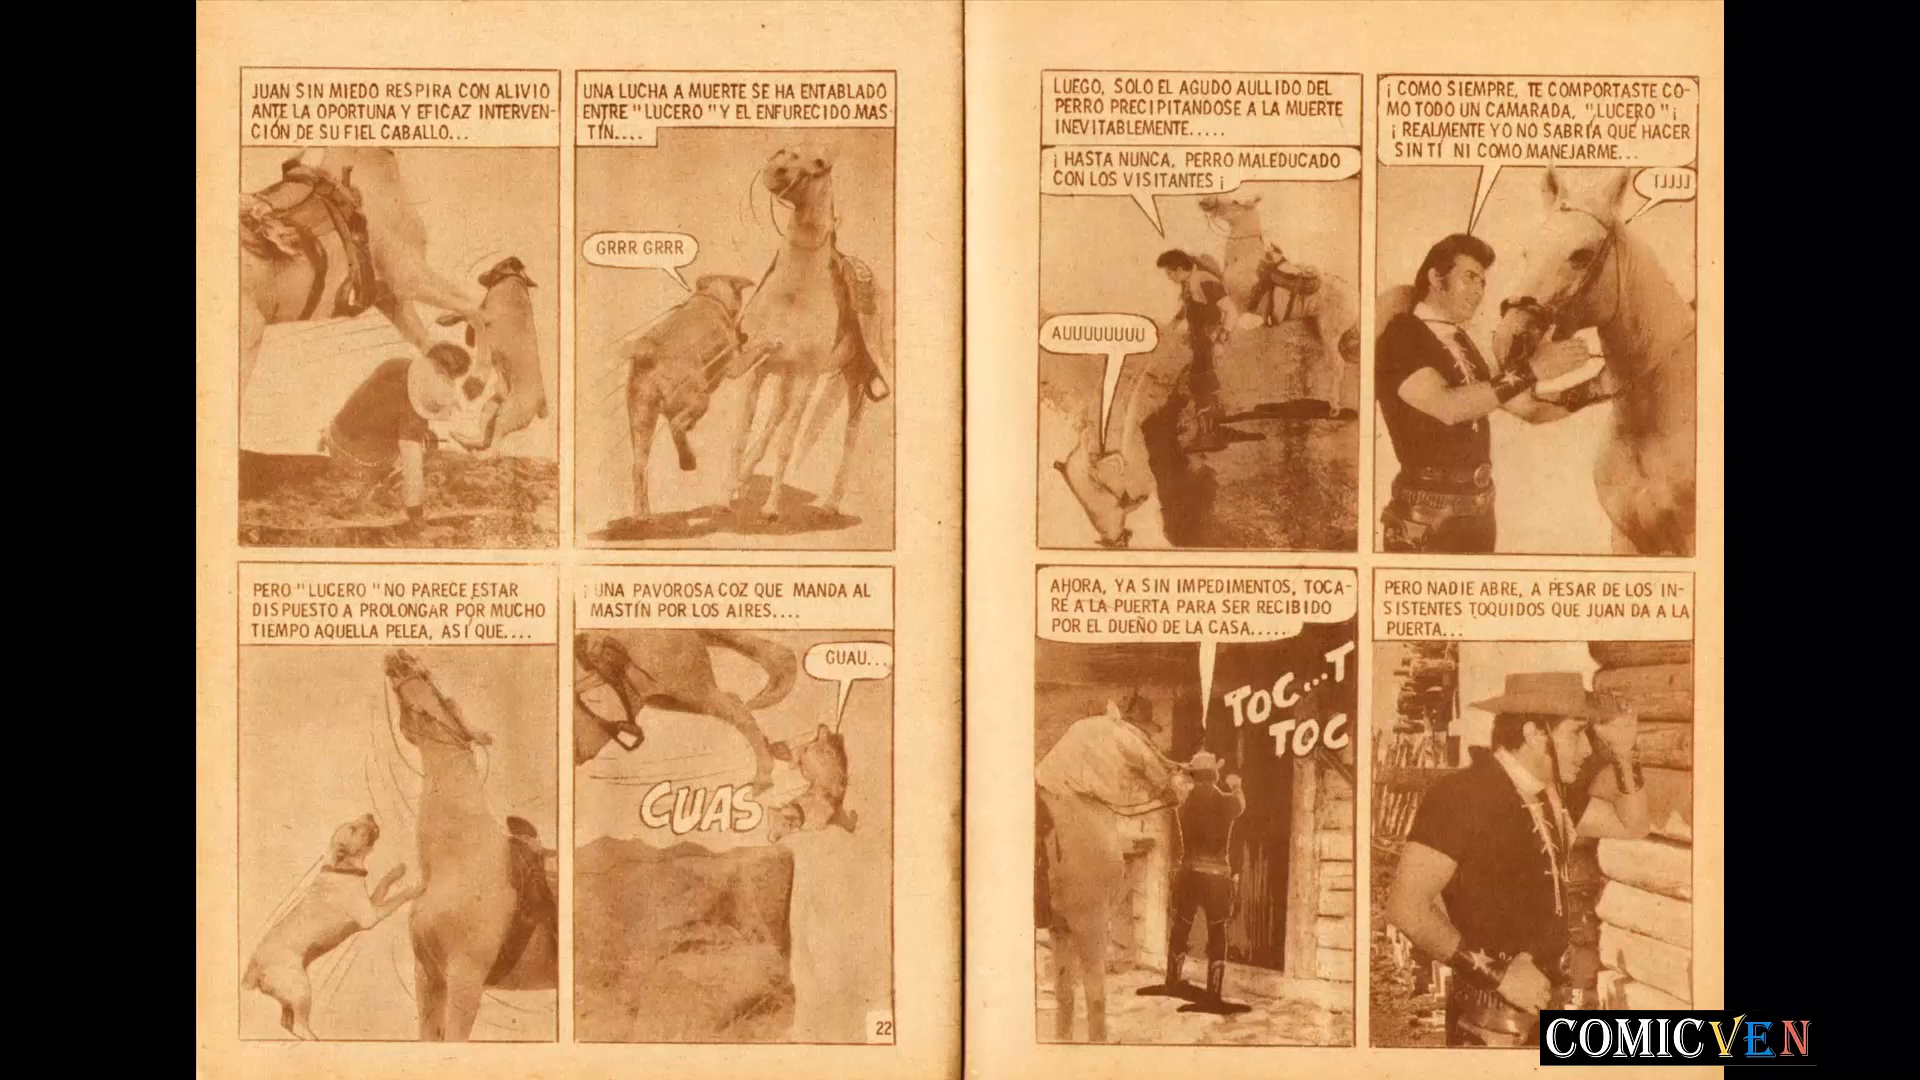 JUAN SIN MIEDO RESPIRA CON ALIVIO
ANTE LA OPORTUNA Y EFICAZ INTERVEN-
CIÓN DE SU FIEL CABALLO...
UNA LUCHA A MUERTE SE HA ENTABLADO
ENTRE "LUCERO" Y EL ENFURECIDO MAS-
TÍN....
GRRR GRRR
PERO "LUCERO" NO PARECE ESTAR
DISPUESTO A PROLONGAR POR MUCHO
TIEMPO AQUELLA PELEA, ASÍ QUE....
¡ UNA PAVOROSA COZ QUE MANDA AL
MASTÍN POR LOS AIRES....
GUAU...
CUAS
22
LUEGO, SOLO EL AGUDO AULLIDO DEL
PERRO PRECIPITANDOSE A LA MUERTE
INEVITABLEMENTE.....
¡ HASTA NUNCA, PERRO MALEDUCADO
CON LOS VISITANTES ¡
AUUUUUUUU
¡ COMO SIEMPRE, TE COMPORTASTE CO-
MO TODO UN CAMARADA, "LUCERO" ¡
¡ REALMENTE YO NO SABRÍA QUE HACER
SIN TÍ NI COMO MANEJARME...
IJJJJ
AHORA, YA SIN IMPEDIMENTOS, TOCA-
RÉ A LA PUERTA PARA SER RECIBIDO
POR EL DUEÑO DE LA CASA......
TOC...T
TOC
PERO NADIE ABRE, A PESAR DE LOS IN-
SISTENTES TOQUIDOS QUE JUAN DA A LA
PUERTA...
COMICVEN